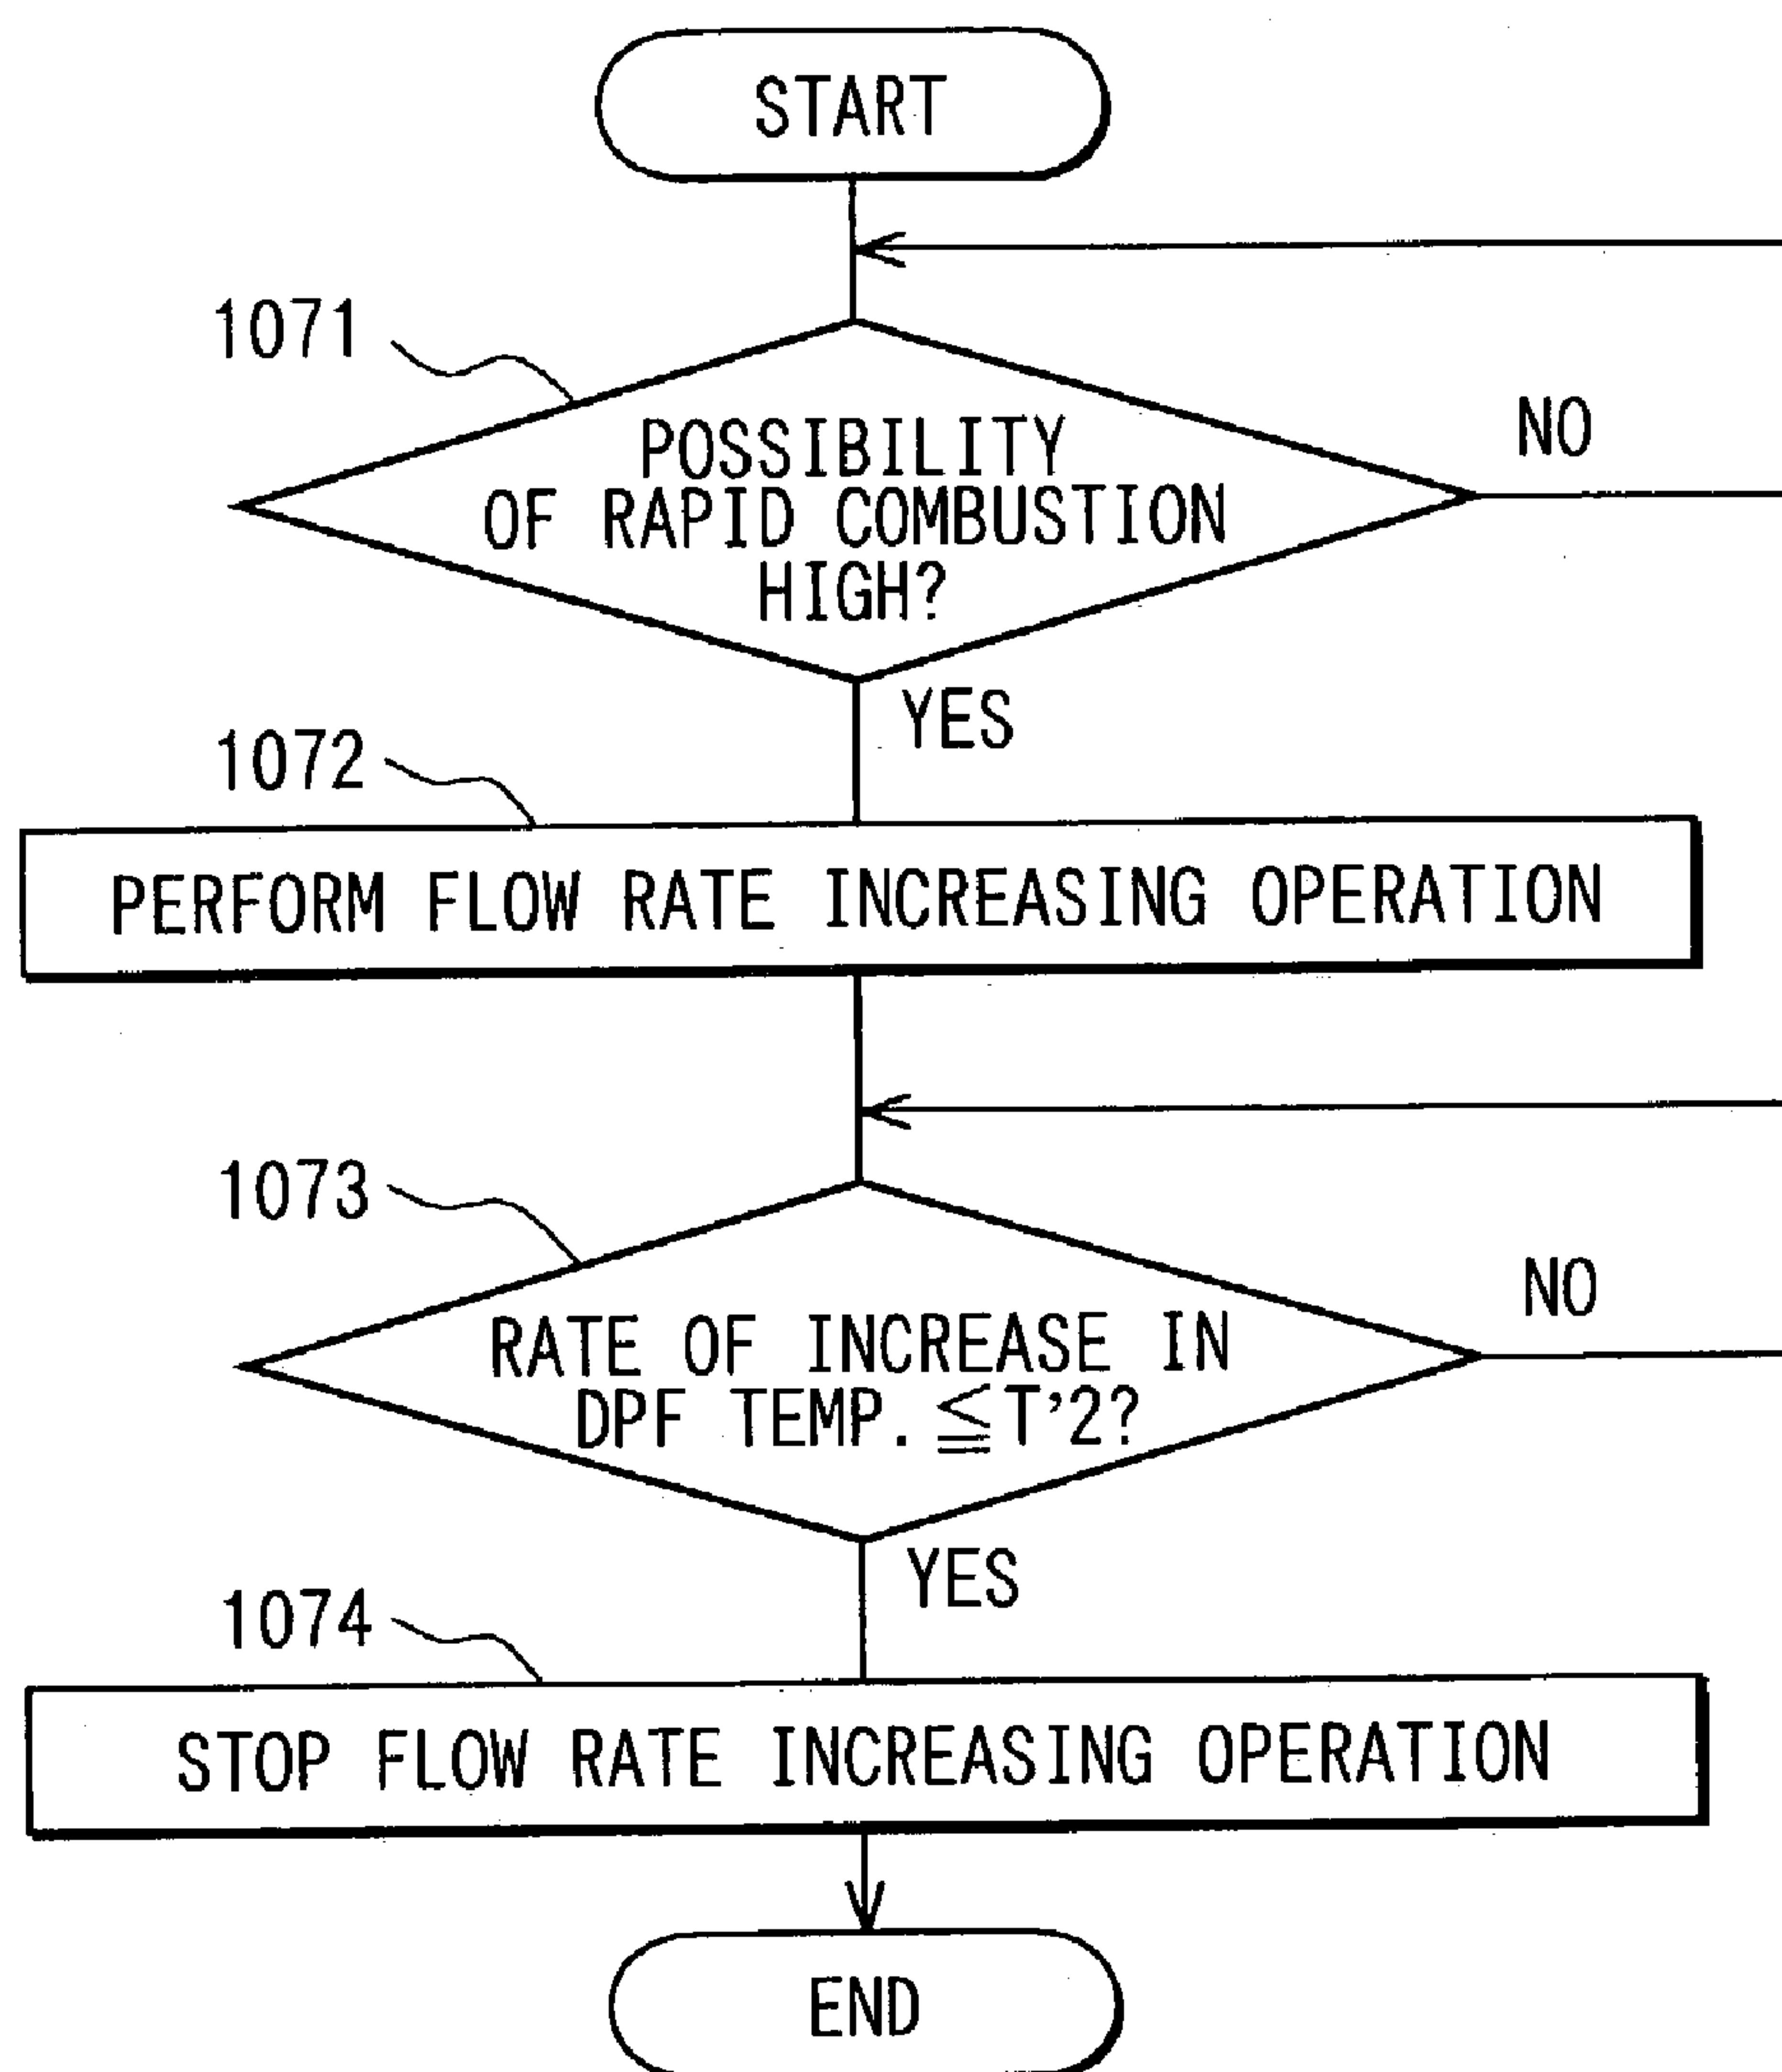 START
1071
POSSIBILITY
OF RAPID COMBUSTION
HIGH?
NO
YES
1072
PERFORM FLOW RATE INCREASING OPERATION
1073
RATE OF INCREASE IN
DPF TEMP. ≦T'2?
NO
YES
1074
STOP FLOW RATE INCREASING OPERATION
END